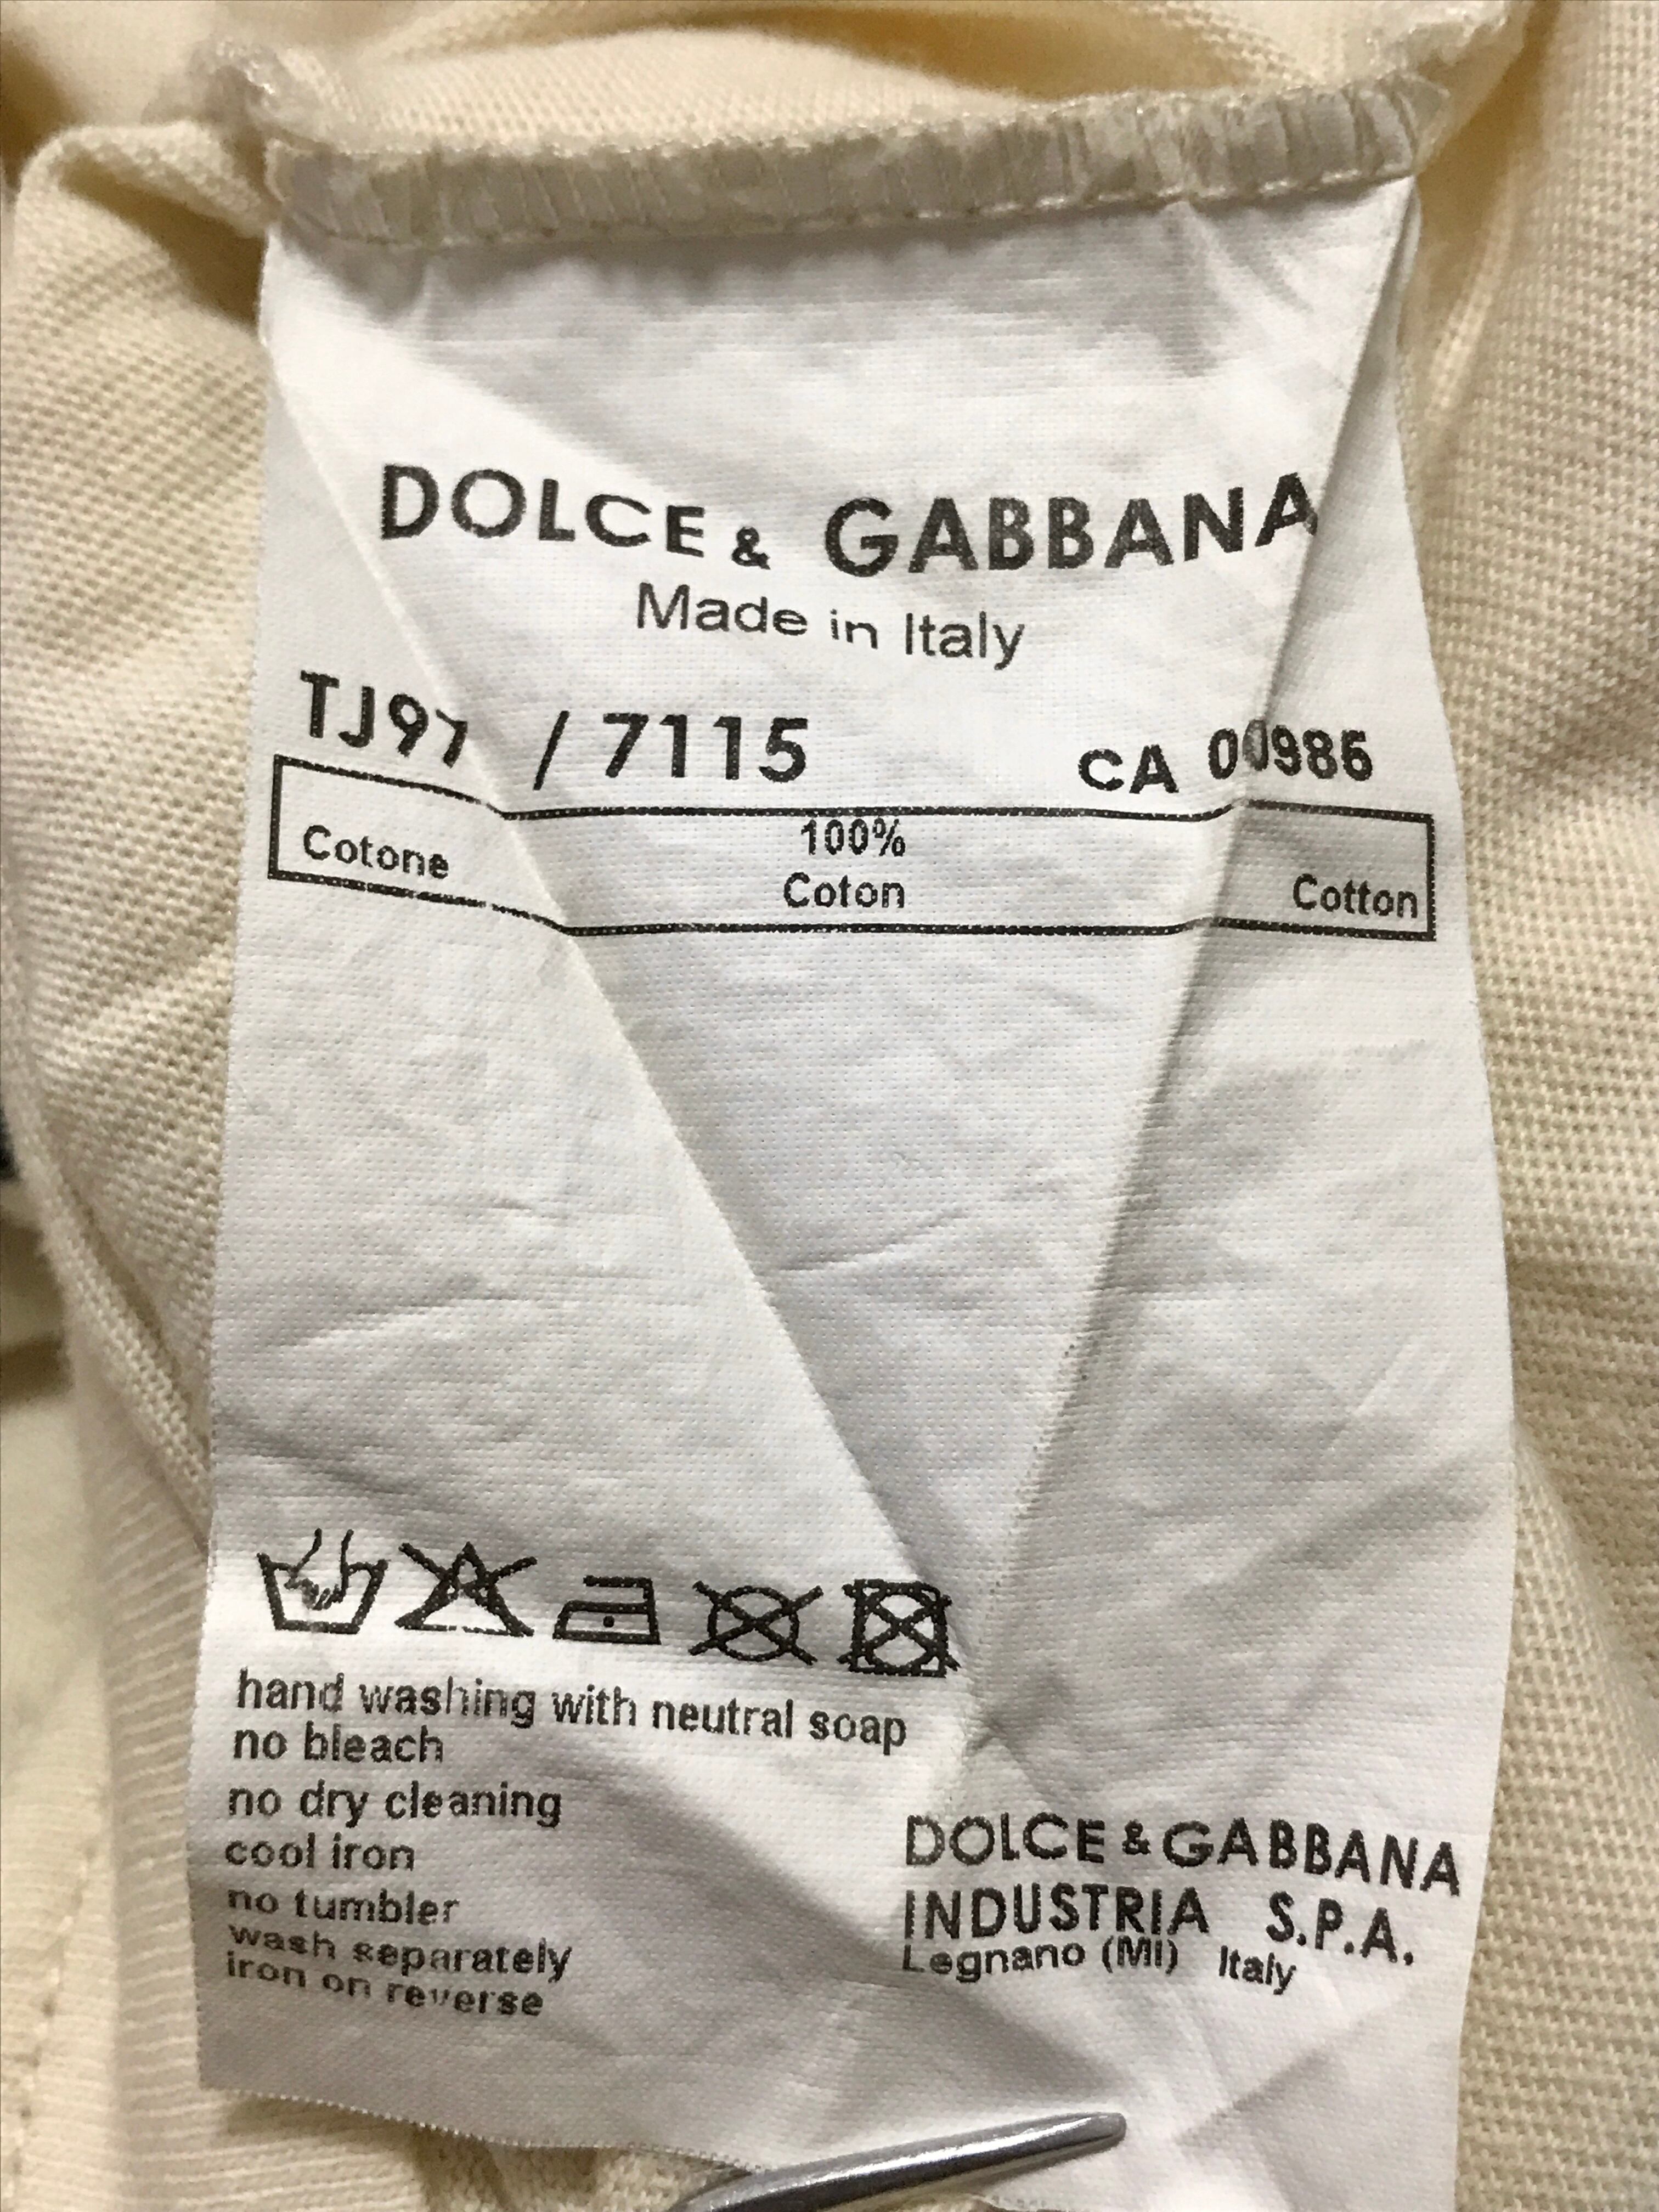 DOLCE & GABBANA
Made in Italy
TJ97 / 7115 CA 00986
100%
Cotone Coton Cotton
hand washing with neutral soap
no bleach
no dry cleaning
cool iron
no tumbler
wash separately
iron on reverse
DOLCE & GABBANA
INDUSTRIA S.P.A.
Legnano (MI) Italy